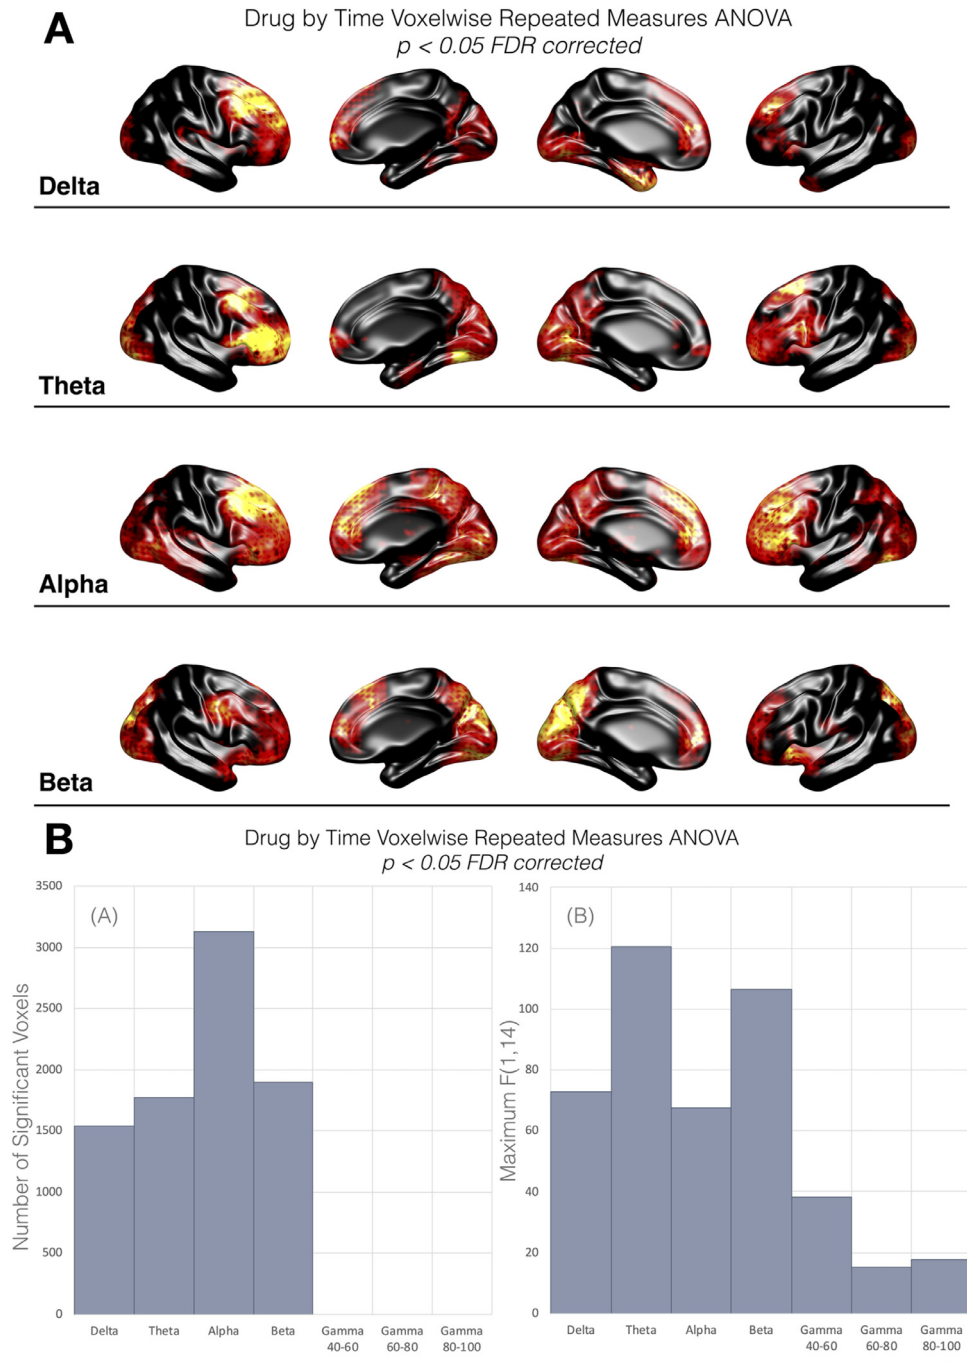 A
Drug by Time Voxelwise Repeated Measures ANOVA
p < 0.05 FDR corrected
Delta
Theta
Alpha
Beta
B
Drug by Time Voxelwise Repeated Measures ANOVA
p < 0.05 FDR corrected
(A)
Number of Significant Voxels
3500
3000
2500
2000
1500
1000
500
0
Delta Theta Alpha Beta Gamma Gamma Gamma
40-60 60-80 80-100
(B)
Maximum F(1,14)
140
120
100
80
60
40
20
0
Delta Theta Alpha Beta Gamma Gamma Gamma
40-60 60-80 80-100